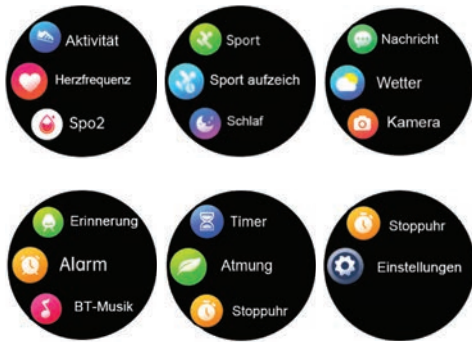 Aktivität
Herzfrequenz
Spo2
Sport
Sport aufzeich
Schlaf
Nachricht
Wetter
Kamera
Erinnerung
Alarm
BT-Musik
Timer
Atmung
Stoppuhr
Stoppuhr
Einstellungen